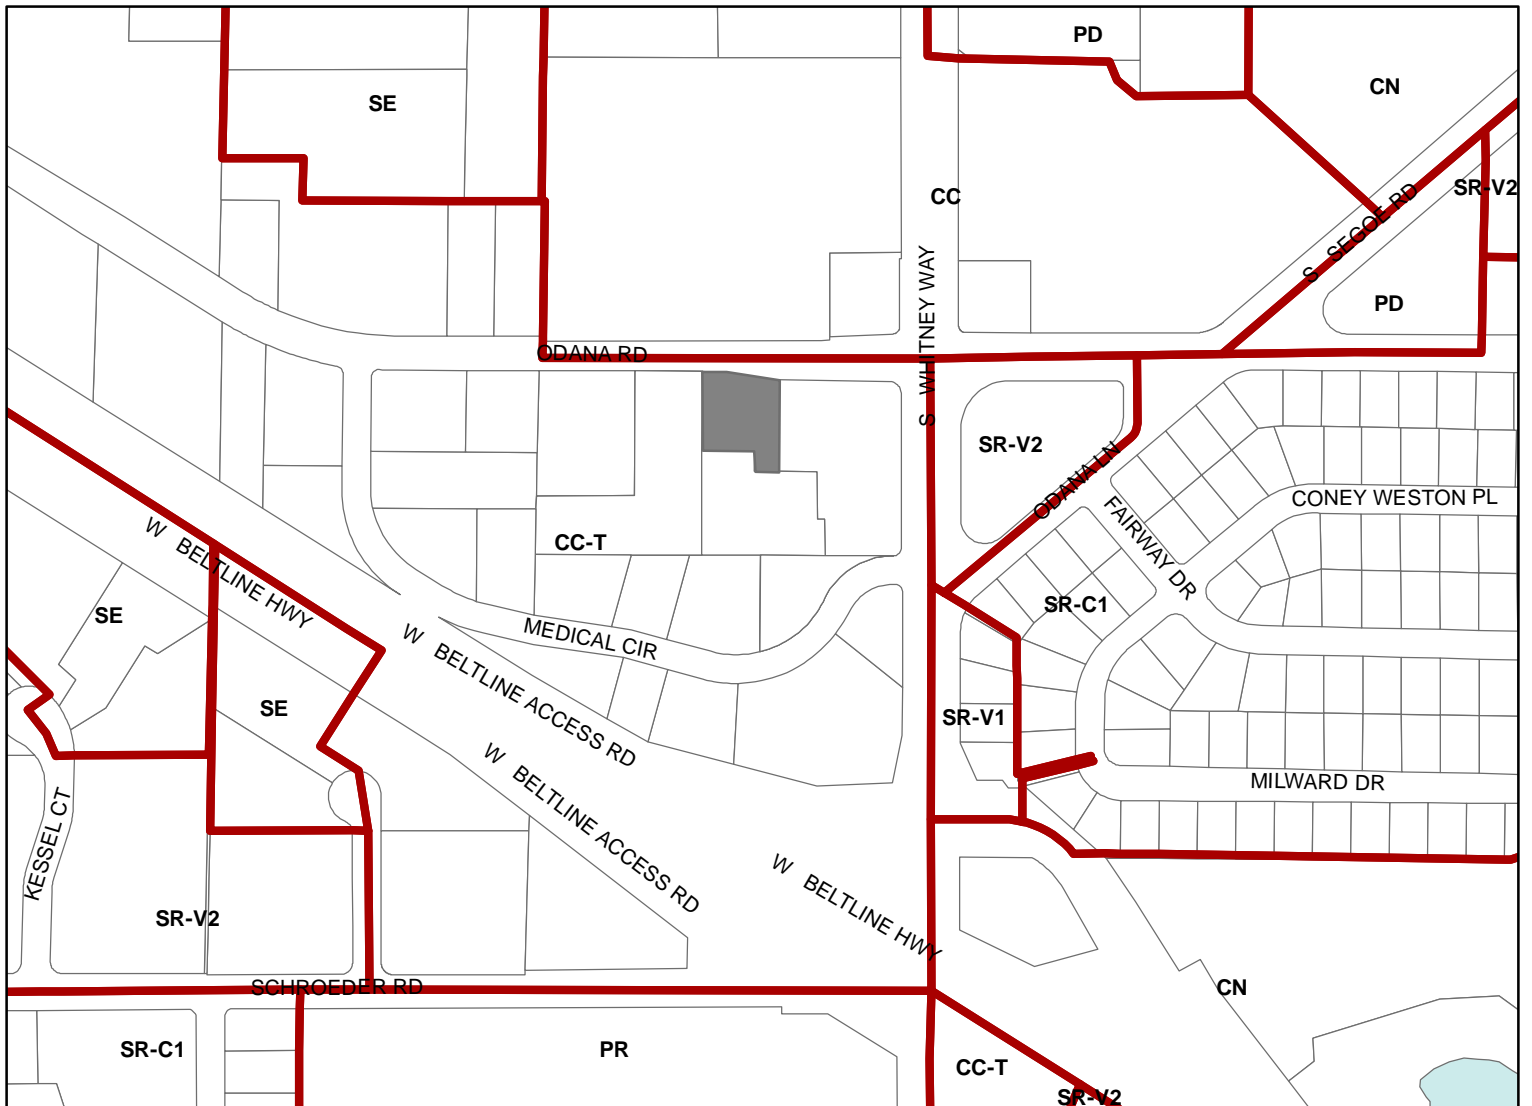 PD
CN
SE
SR-V2
CC
S SEGOE RD
PD
S WHITNEY WAY
ODANA RD
SR-V2
ODANA LN
CONEY WESTON PL
FAIRWAY DR
CC-T
W BELTLINE HWY
SE
SR-C1
MEDICAL CIR
W BELTLINE ACCESS RD
SE
SR-V1
MILWARD DR
W BELTLINE ACCESS RD
KESSEL CT
W BELTLINE HWY
SR-V2
SCHROEDER RD
CN
SR-C1
PR
CC-T
SR-V2